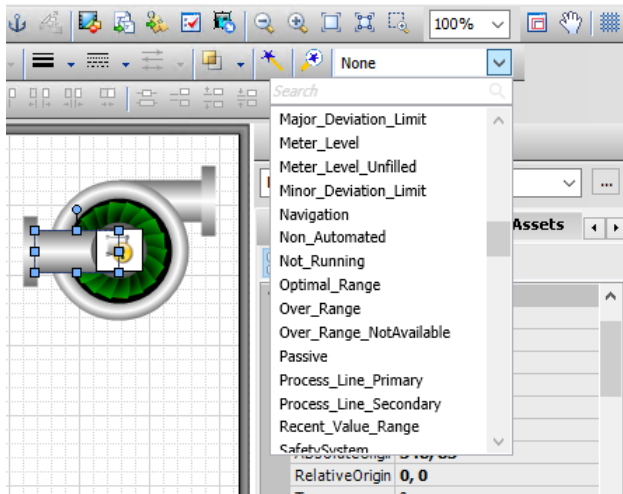 100%
None
Search
Major_Deviation_Limit
Meter_Level
Meter_Level_Unfilled
Minor_Deviation_Limit
Navigation
Non_Automated
Assets
Not_Running
Optimal_Range
Over_Range
Over_Range_NotAvailable
Passive
Process_Line_Primary
Process_Line_Secondary
Recent_Value_Range
SafetySystem
RelativeOrigin 0, 0